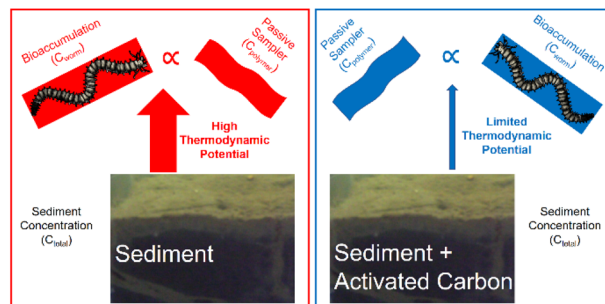 Bioaccumulation
(Cworm)
∝
Passive
Sampler
(Cpolymer)
High
Thermodynamic
Potential
Sediment
Concentration
(Ctotal)
Sediment
Passive
Sampler
(Cpolymer)
∝
Bioaccumulation
(Cworm)
Limited
Thermodynamic
Potential
Sediment +
Activated Carbon
Sediment
Concentration
(Ctotal)